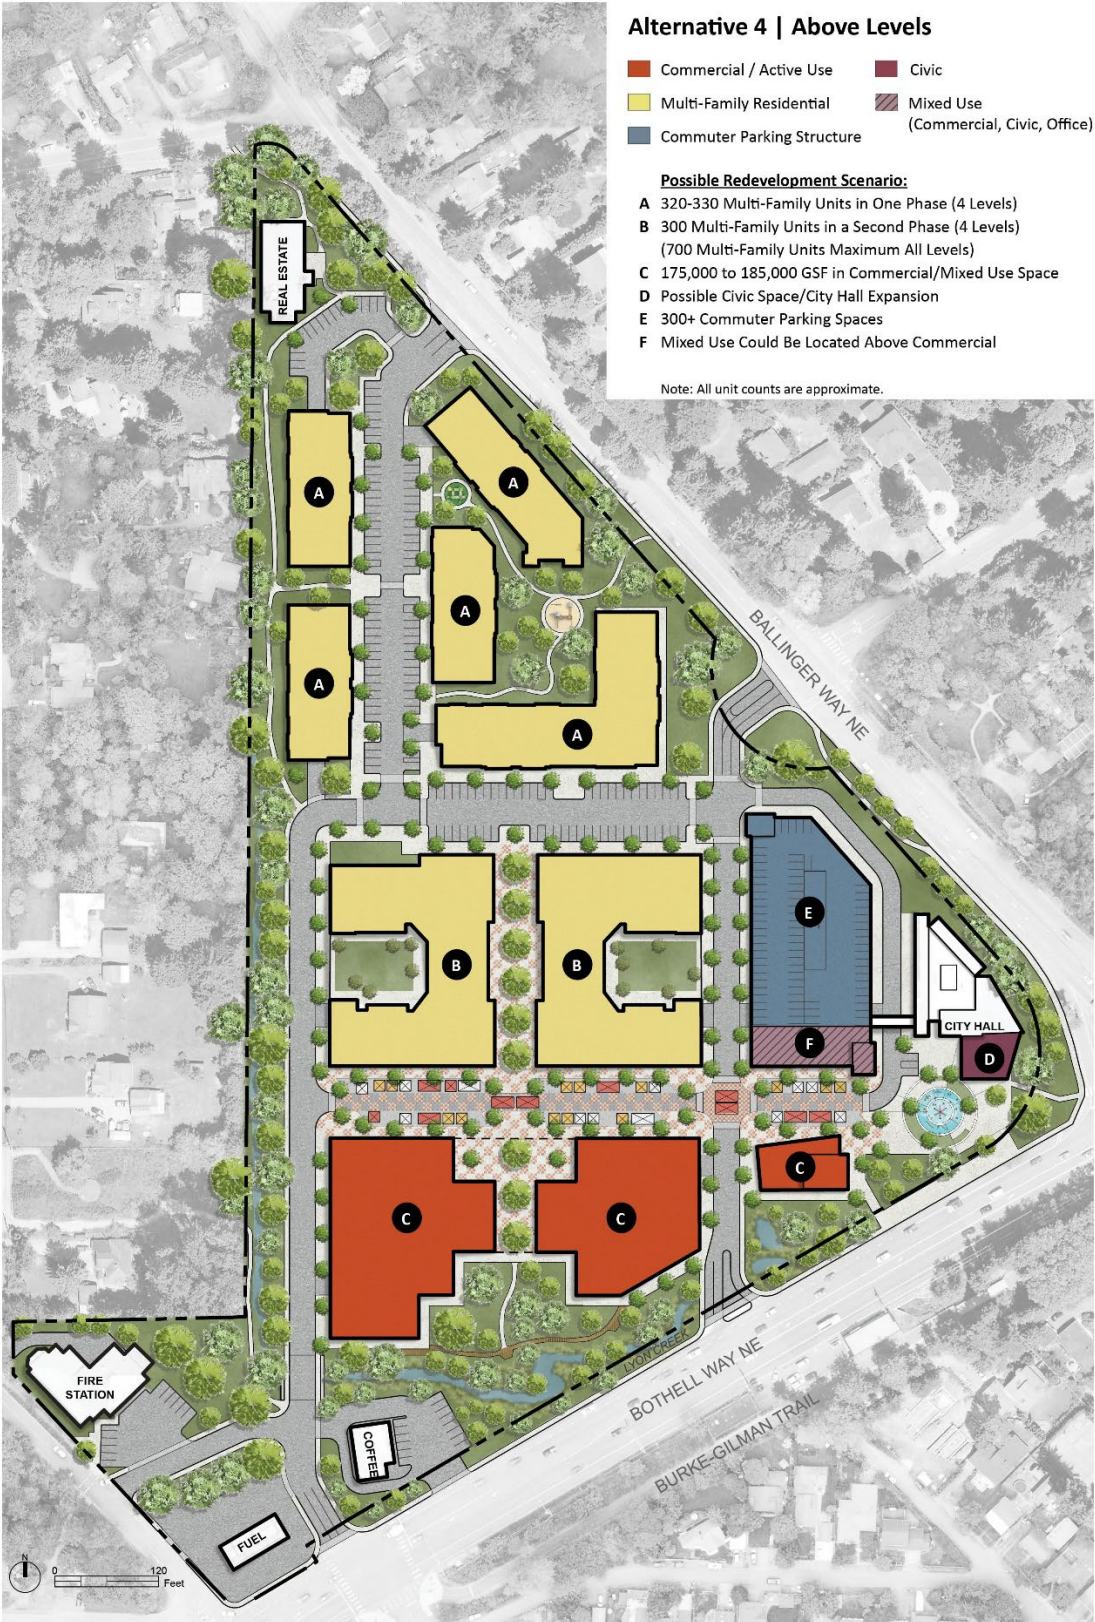 Alternative 4 | Above Levels
Commercial / Active Use
Civic
Multi-Family Residential
Mixed Use
(Commercial, Civic, Office)
Commuter Parking Structure
Possible Redevelopment Scenario:
A 320-330 Multi-Family Units in One Phase (4 Levels)
B 300 Multi-Family Units in a Second Phase (4 Levels)
(700 Multi-Family Units Maximum All Levels)
C 175,000 to 185,000 GSF in Commercial/Mixed Use Space
D Possible Civic Space/City Hall Expansion
E 300+ Commuter Parking Spaces
F Mixed Use Could Be Located Above Commercial
Note: All unit counts are approximate.
REAL ESTATE
A
A
A
A
A
BALLINGER WAY NE
E
B
B
CITY HALL
F
D
C
C
C
LYON CREEK
BOTHELL WAY NE
BURKE-GILMAN TRAIL
FIRE
STATION
COFFEE
FUEL
N
0 120
Feet